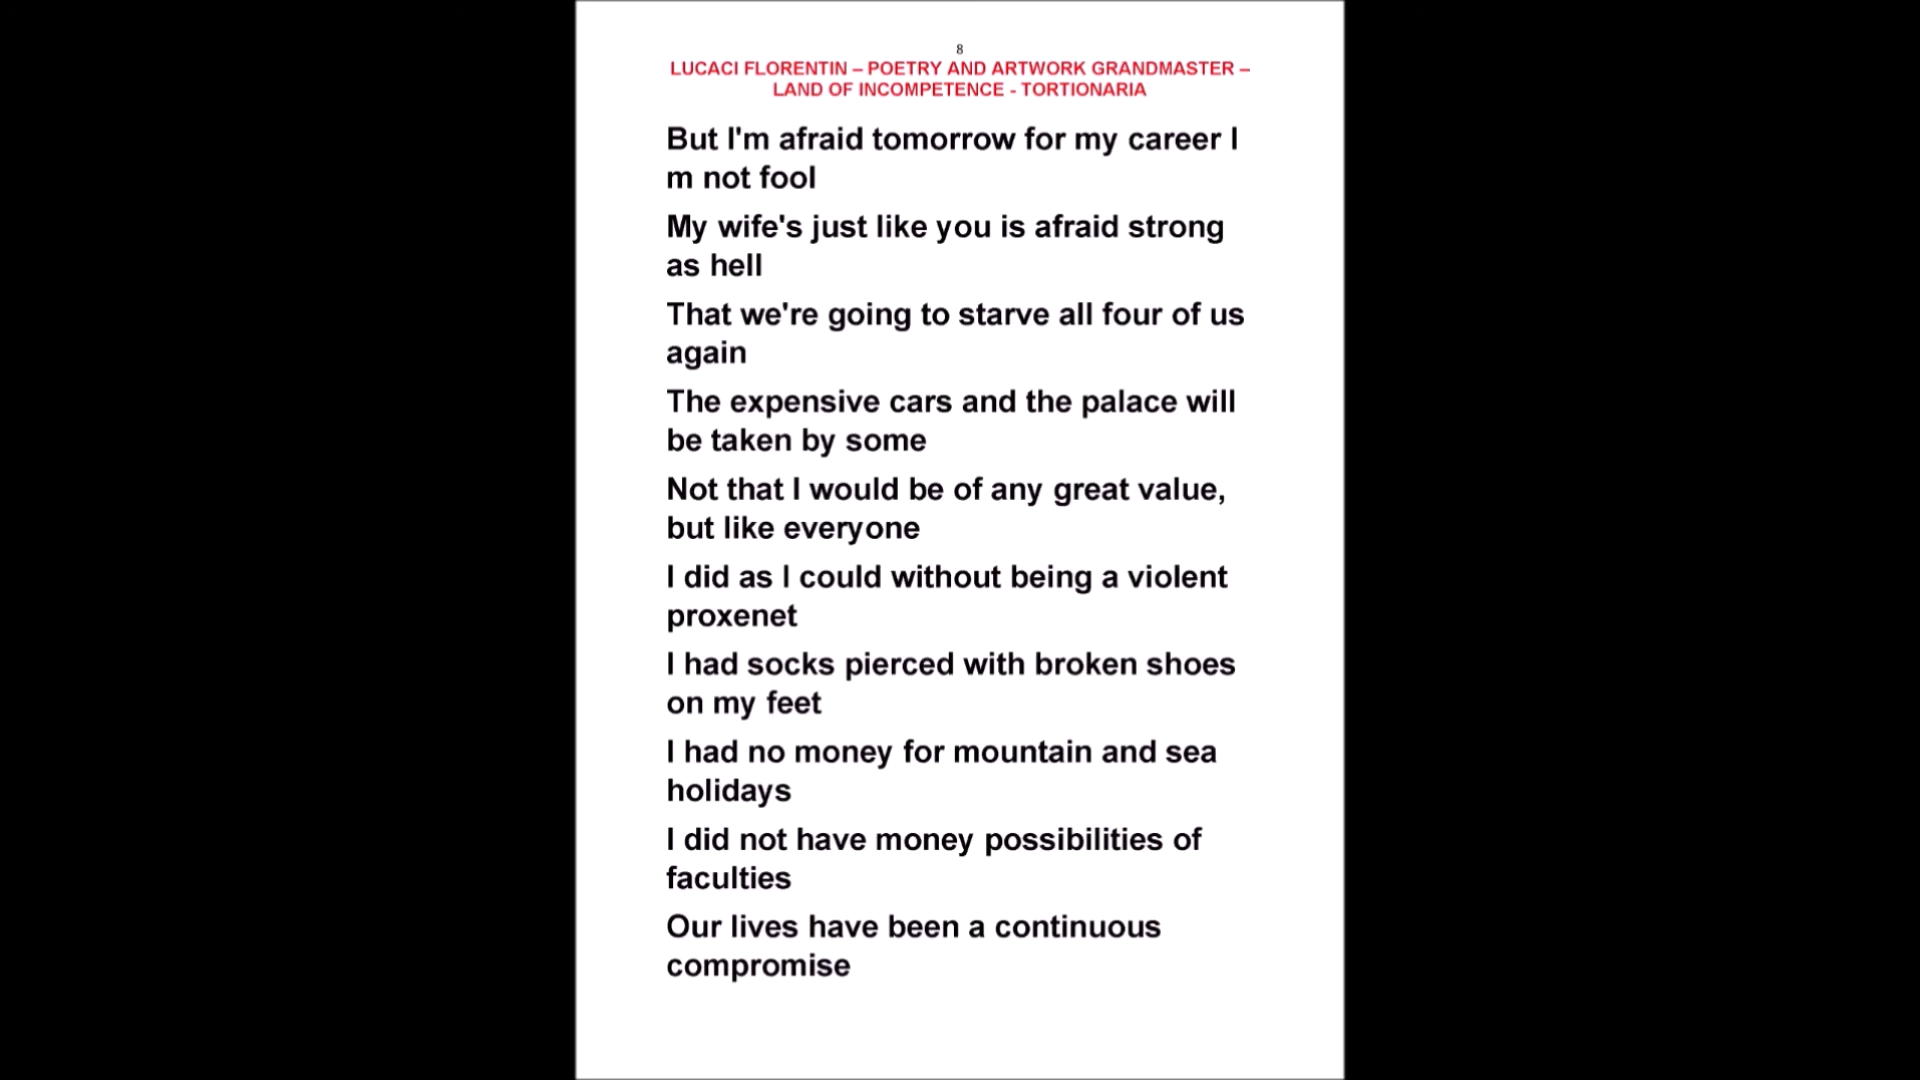 8
LUCACI FLORENTIN – POETRY AND ARTWORK GRANDMASTER –
LAND OF INCOMPETENCE - TORTIONARIA
But I'm afraid tomorrow for my career I
m not fool
My wife's just like you is afraid strong
as hell
That we're going to starve all four of us
again
The expensive cars and the palace will
be taken by some
Not that I would be of any great value,
but like everyone
I did as I could without being a violent
proxenet
I had socks pierced with broken shoes
on my feet
I had no money for mountain and sea
holidays
I did not have money possibilities of
faculties
Our lives have been a continuous
compromise